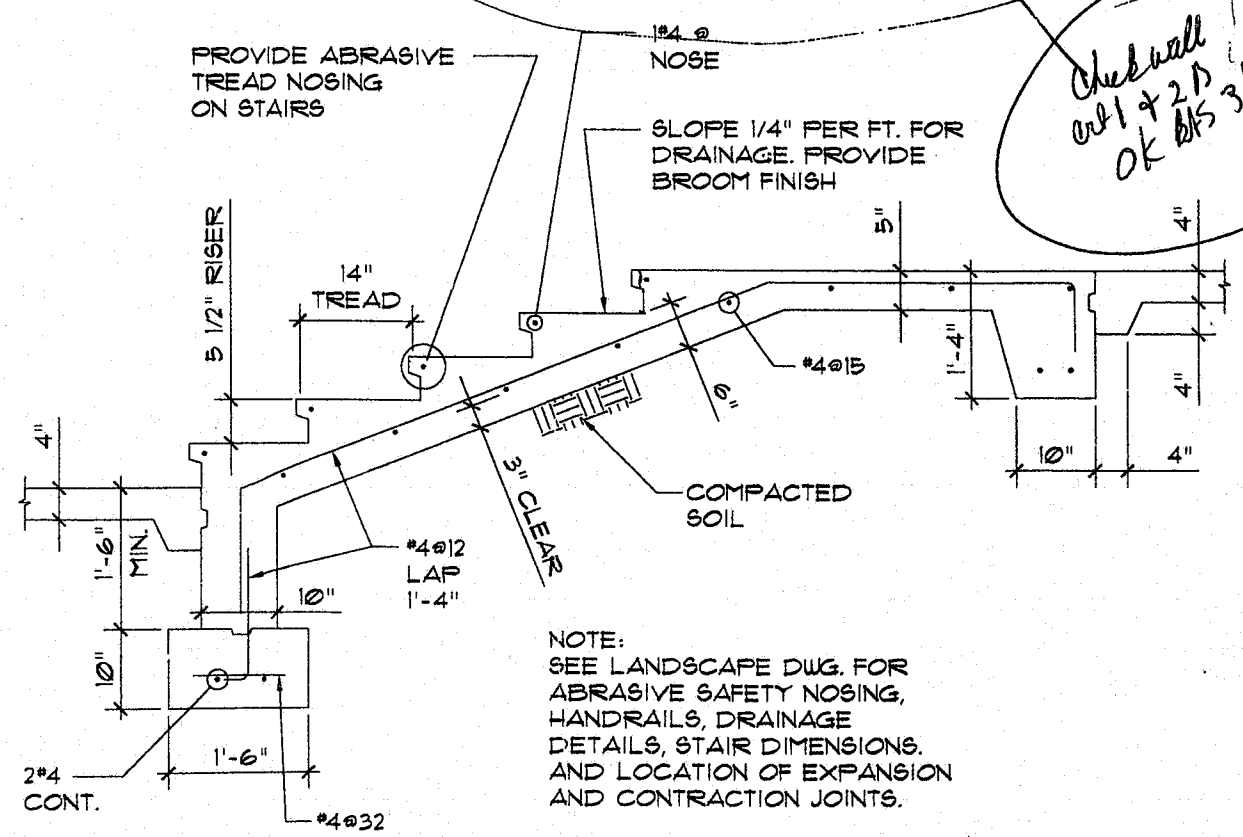 PROVIDE ABRASIVE
TREAD NOSING
ON STAIRS
1#4 @
NOSE
SLOPE 1/4" PER FT. FOR
DRAINAGE. PROVIDE
BROOM FINISH
Check wall
1 & 2
OK
5 1/2" RISER
14"
TREAD
5"
4"
1'-4"
4"
#4@15
6"
10"
4"
4"
3" CLEAR
COMPACTED
SOIL
1'-6"
MIN.
#4@12
LAP
1'-4"
10"
10"
1'-6"
2#4
CONT.
#4@32
NOTE:
SEE LANDSCAPE DWG. FOR
ABRASIVE SAFETY NOSING,
HANDRAILS, DRAINAGE
DETAILS, STAIR DIMENSIONS.
AND LOCATION OF EXPANSION
AND CONTRACTION JOINTS.